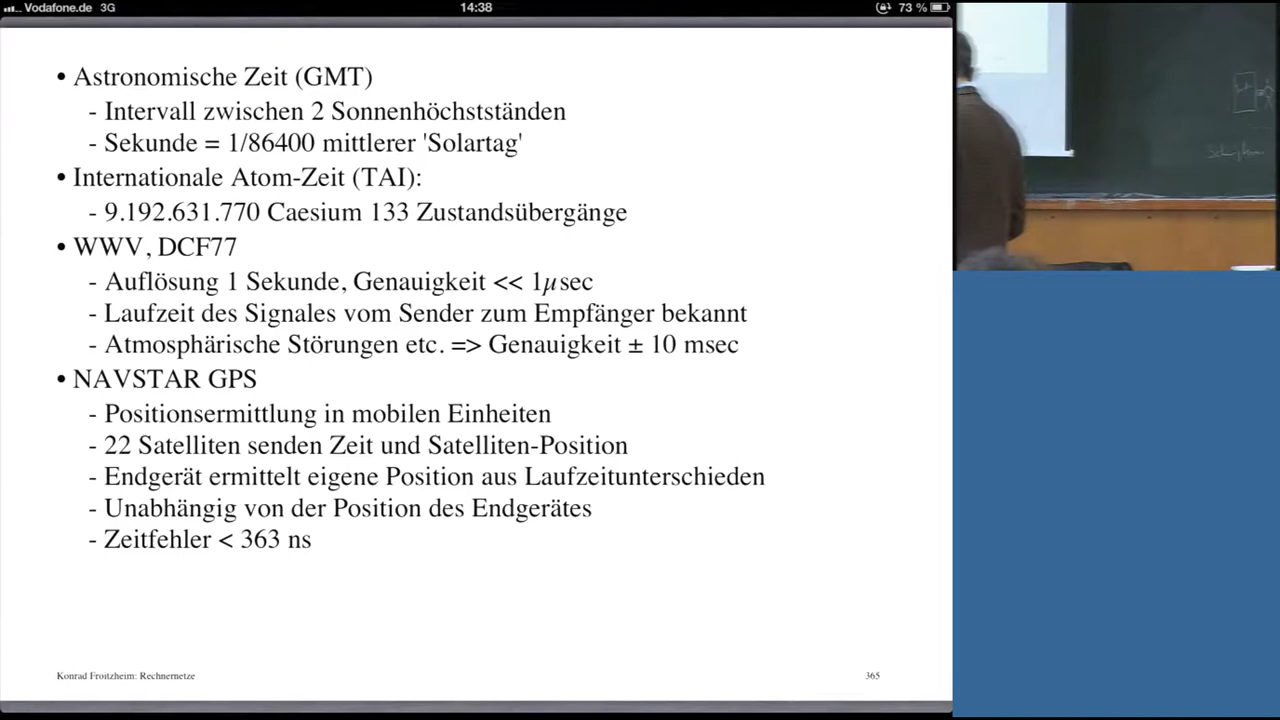 Vodafone.de 3G 14:38 73 %
• Astronomische Zeit (GMT)
- Intervall zwischen 2 Sonnenhöchstständen
- Sekunde = 1/86400 mittlerer 'Solartag'
• Internationale Atom-Zeit (TAI):
- 9.192.631.770 Caesium 133 Zustandsübergänge
• WWV, DCF77
- Auflösung 1 Sekunde, Genauigkeit << 1µsec
- Laufzeit des Signales vom Sender zum Empfänger bekannt
- Atmosphärische Störungen etc. => Genauigkeit ± 10 msec
• NAVSTAR GPS
- Positionsermittlung in mobilen Einheiten
- 22 Satelliten senden Zeit und Satelliten-Position
- Endgerät ermittelt eigene Position aus Laufzeitunterschieden
- Unabhängig von der Position des Endgerätes
- Zeitfehler < 363 ns
Konrad Froitzheim: Rechnernetze 365